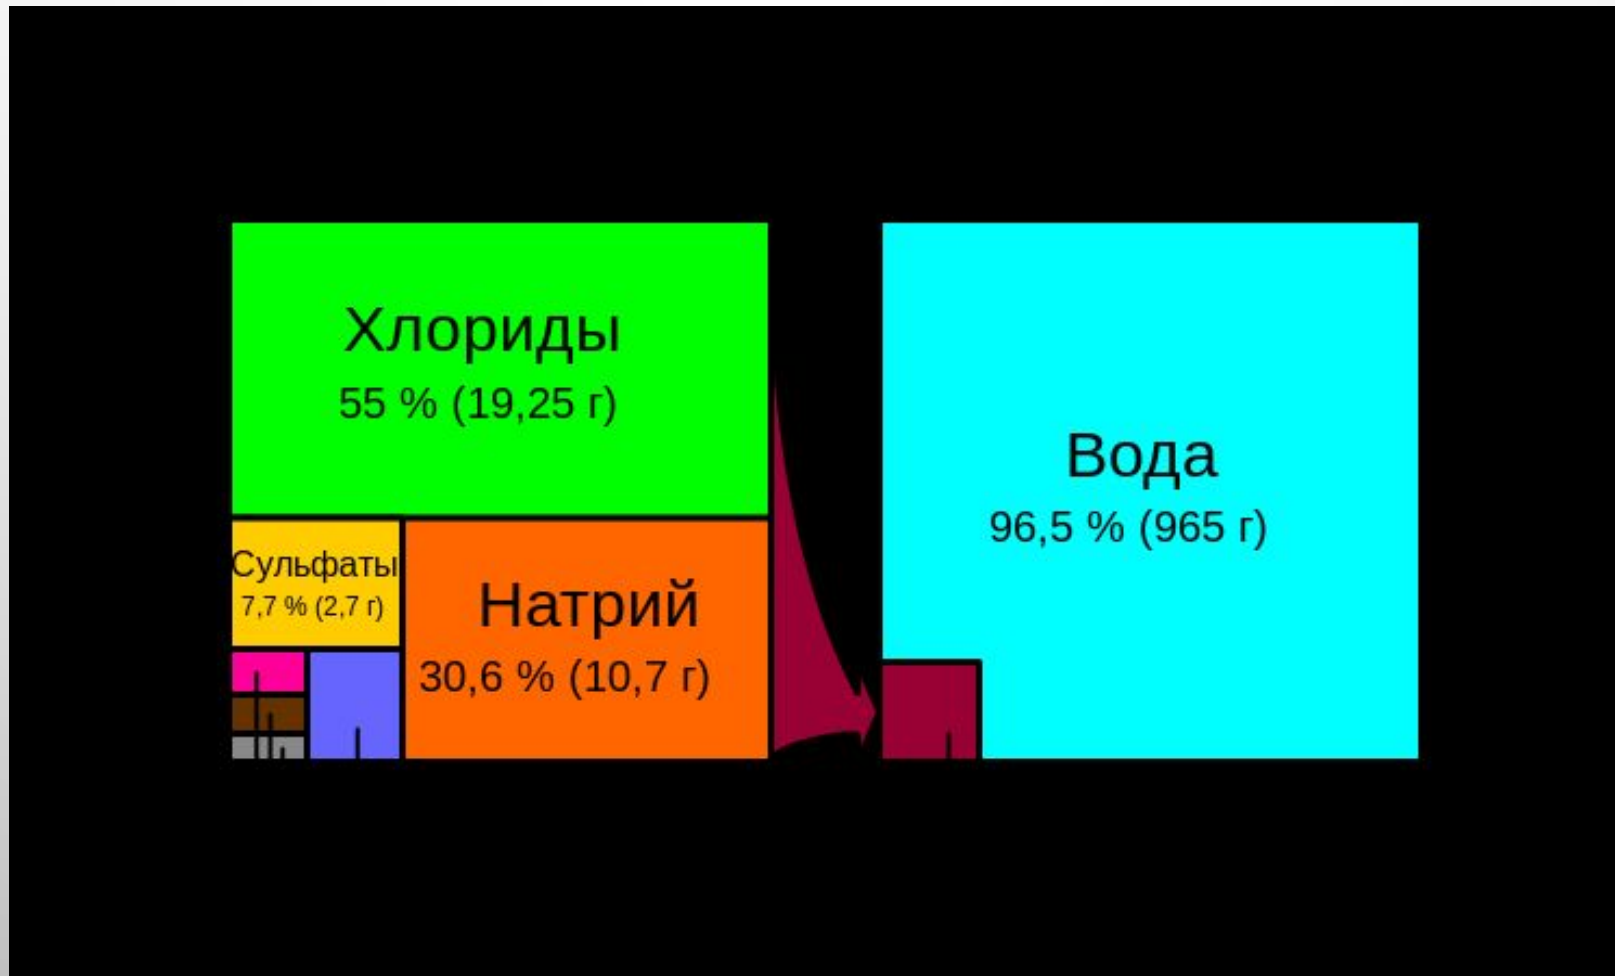 Хлориды
55 % (19,25 г)
Сульфаты
7,7 % (2,7 г)
Натрий
30,6 % (10,7 г)
Вода
96,5 % (965 г)